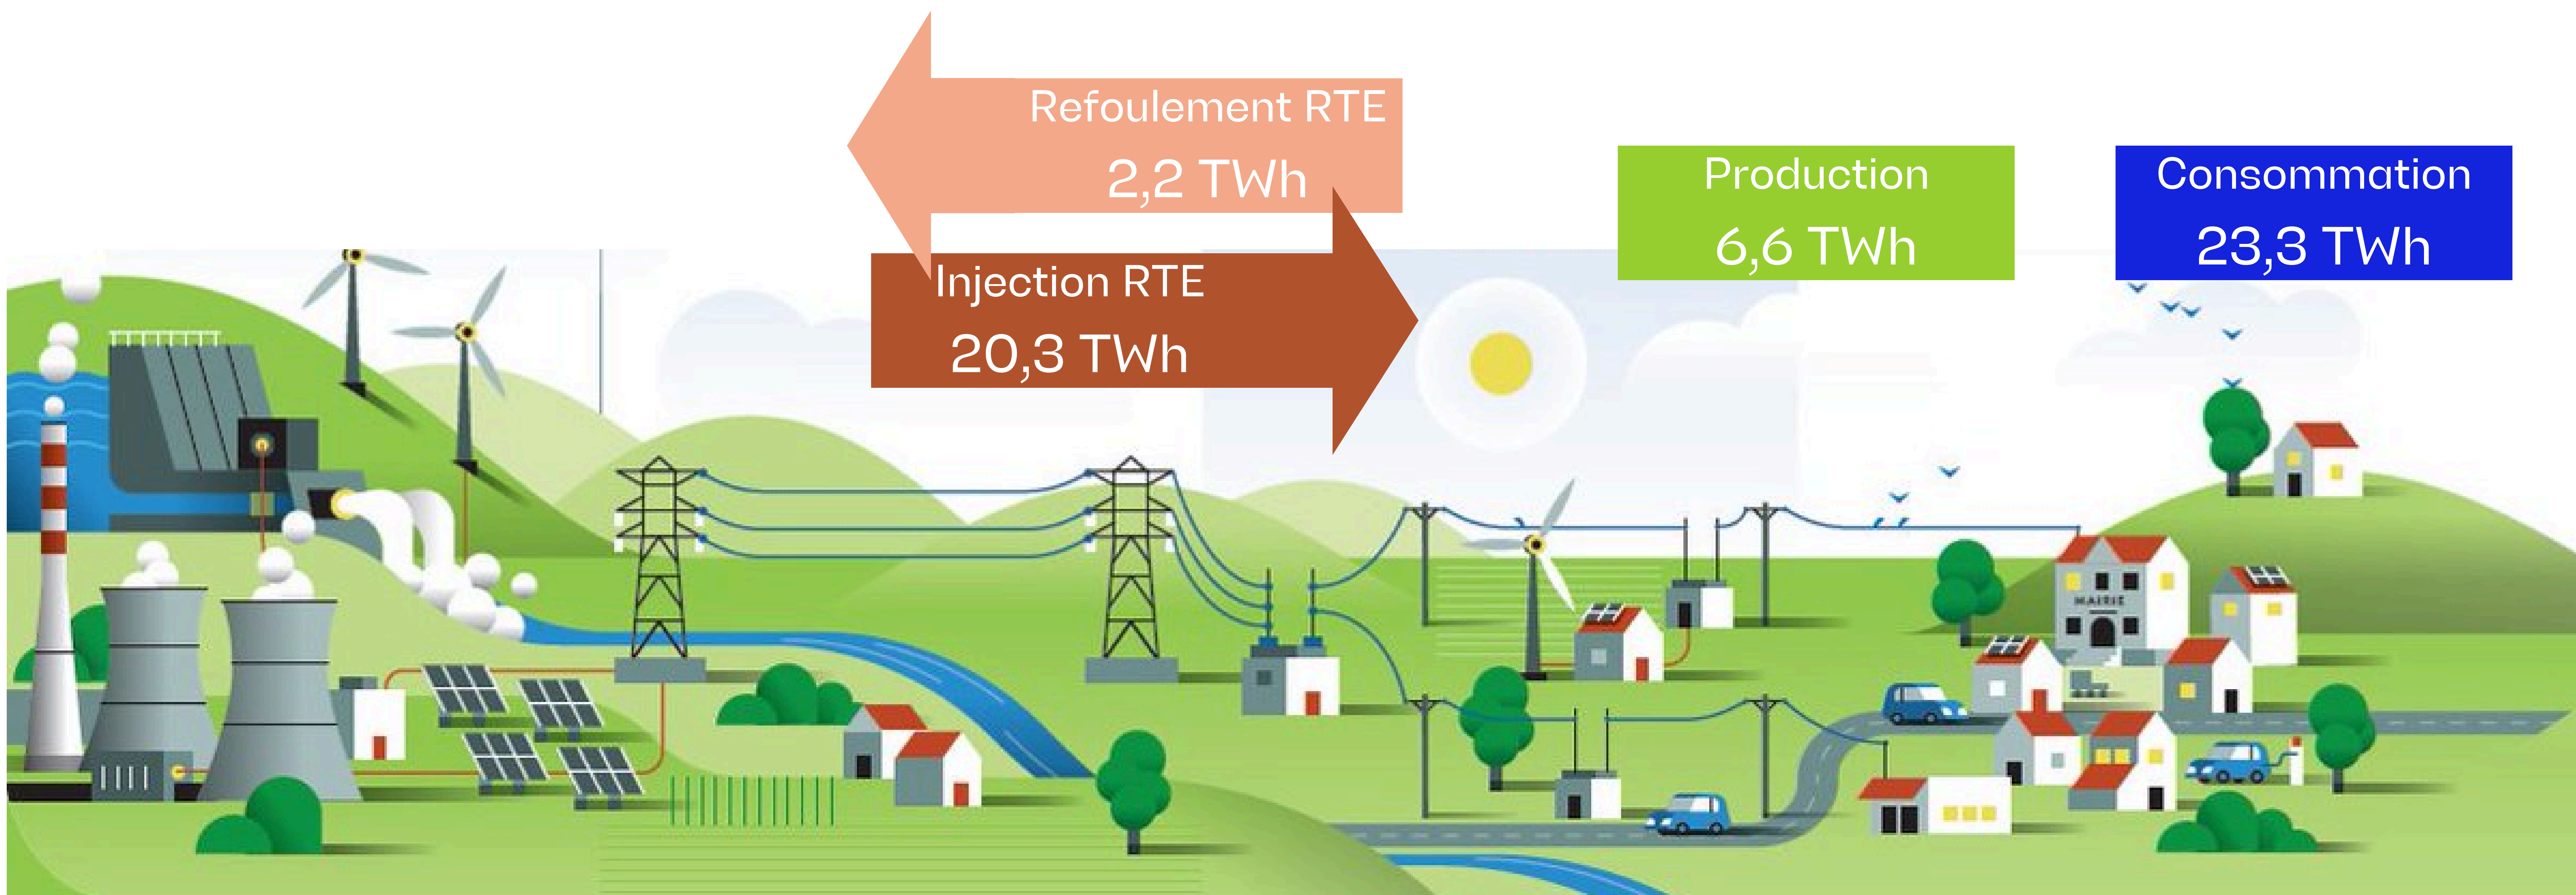 Refoulement RTE
2,2 TWh
Injection RTE
20,3 TWh
Production
6,6 TWh
Consommation
23,3 TWh
MAIRIE